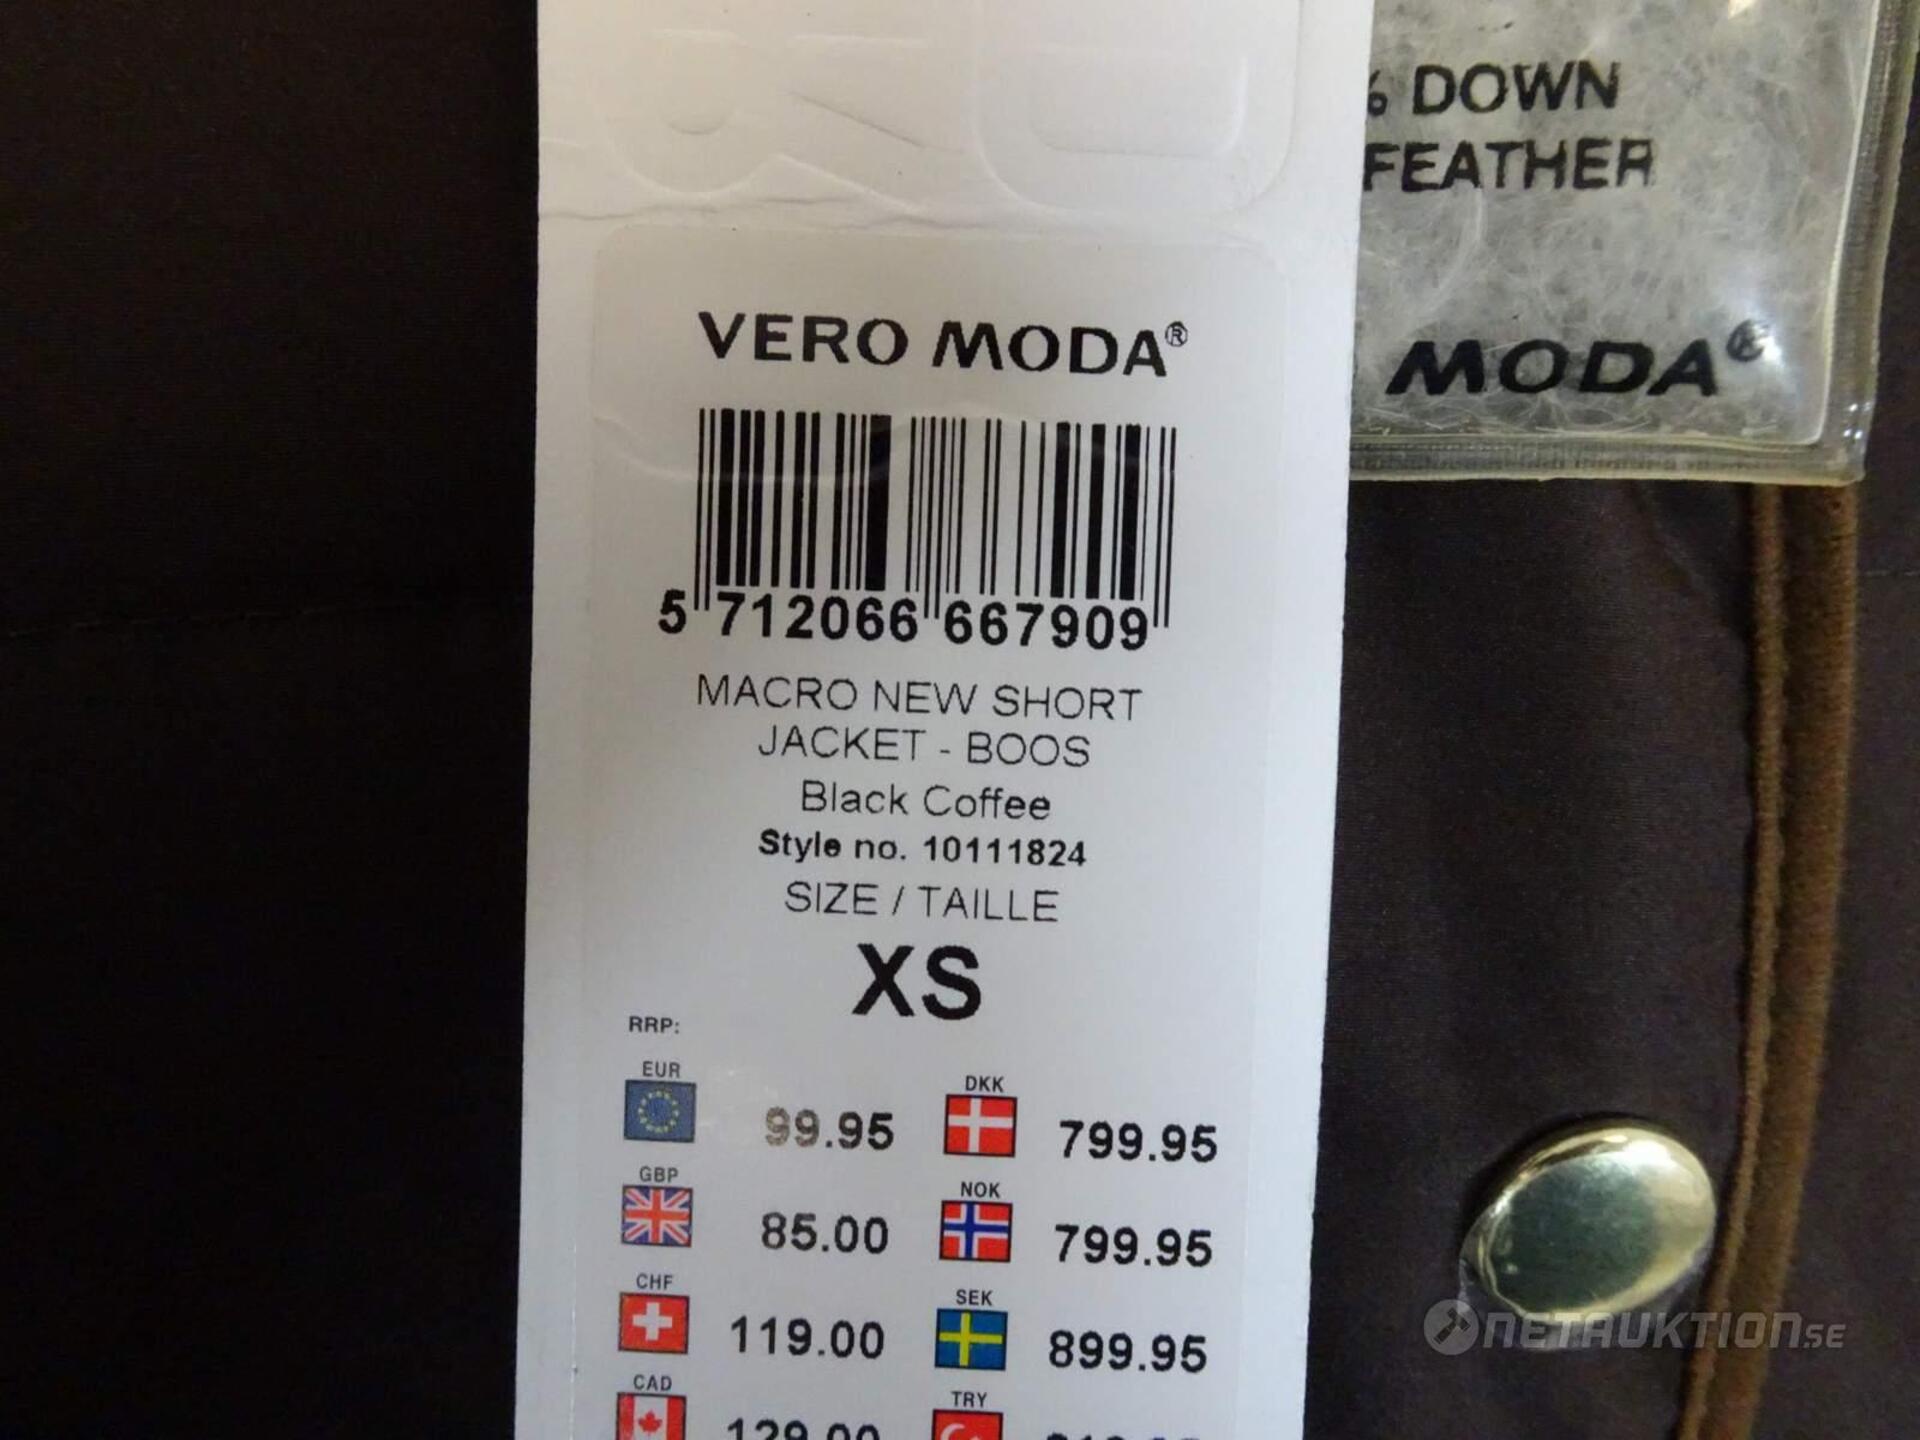 % DOWN
FEATHER
MODA®
VERO MODA®
5 712066 667909
MACRO NEW SHORT
JACKET - BOOS
Black Coffee
Style no. 10111824
SIZE / TAILLE
XS
RRP:
EUR 99.95
DKK 799.95
GBP 85.00
NOK 799.95
CHF 119.00
SEK 899.95
CAD 129.00
TRY
NETAUKTION.SE